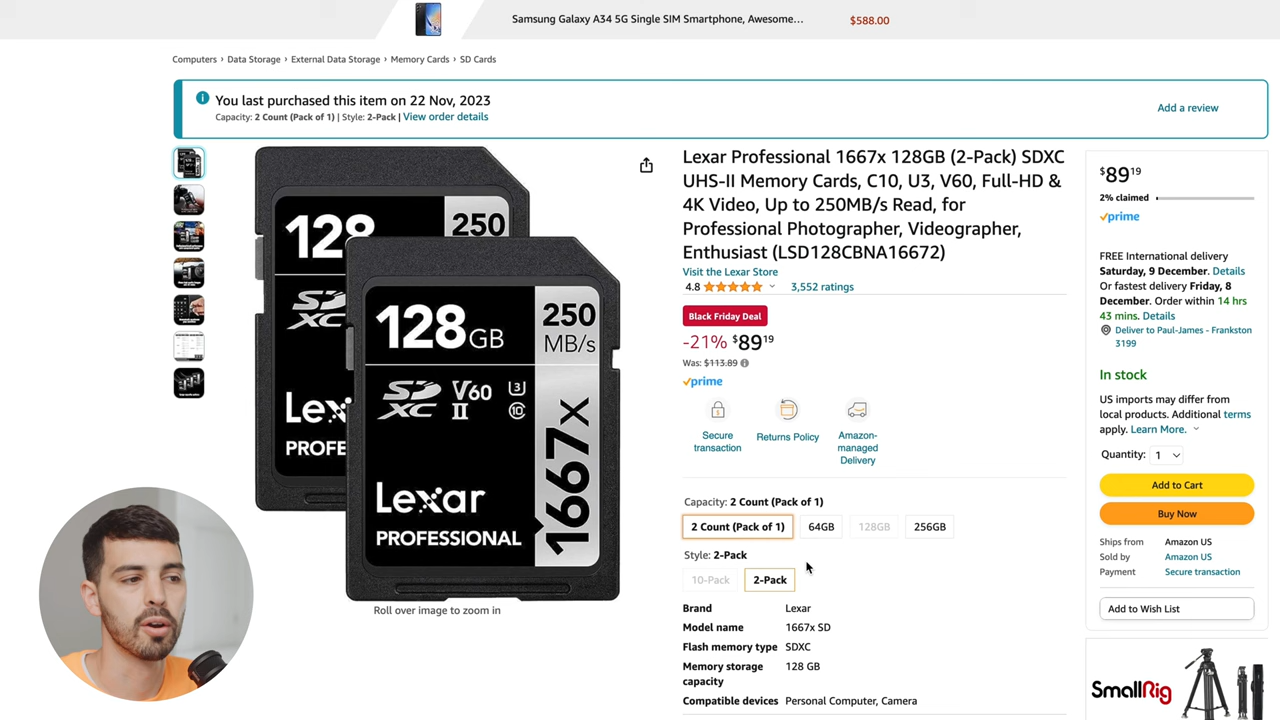 Samsung Galaxy A34 5G Single SIM Smartphone, Awesome…
$588.00
Computers › Data Storage › External Data Storage › Memory Cards › SD Cards
You last purchased this item on 22 Nov, 2023
Capacity: 2 Count (Pack of 1) | Style: 2-Pack | View order details
Add a review
128
250
SD
XC
Le
PROFE
128GB
250
MB/s
SD
XC
V60
II
U3
10
Lexar
PROFESSIONAL
1667x
Roll over image to zoom in
Lexar Professional 1667x 128GB (2-Pack) SDXC
UHS-II Memory Cards, C10, U3, V60, Full-HD &
4K Video, Up to 250MB/s Read, for
Professional Photographer, Videographer,
Enthusiast (LSD128CBNA16672)
Visit the Lexar Store
4.8
3,552 ratings
Black Friday Deal
-21% $89 19
Was: $113.89
prime
Secure
transaction
Returns Policy
Amazon-
managed
Delivery
Capacity: 2 Count (Pack of 1)
2 Count (Pack of 1)
64GB
128GB
256GB
Style: 2-Pack
10-Pack
2-Pack
Brand Lexar
Model name 1667x SD
Flash memory type SDXC
Memory storage 128 GB
capacity
Compatible devices Personal Computer, Camera
$89 19
2% claimed
prime
FREE International delivery
Saturday, 9 December. Details
Or fastest delivery Friday, 8
December. Order within 14 hrs
43 mins. Details
Deliver to Paul-James - Frankston
3199
In stock
US imports may differ from
local products. Additional terms
apply. Learn More.
Quantity: 1
Add to Cart
Buy Now
Ships from Amazon US
Sold by Amazon US
Payment Secure transaction
Add to Wish List
SmallRig